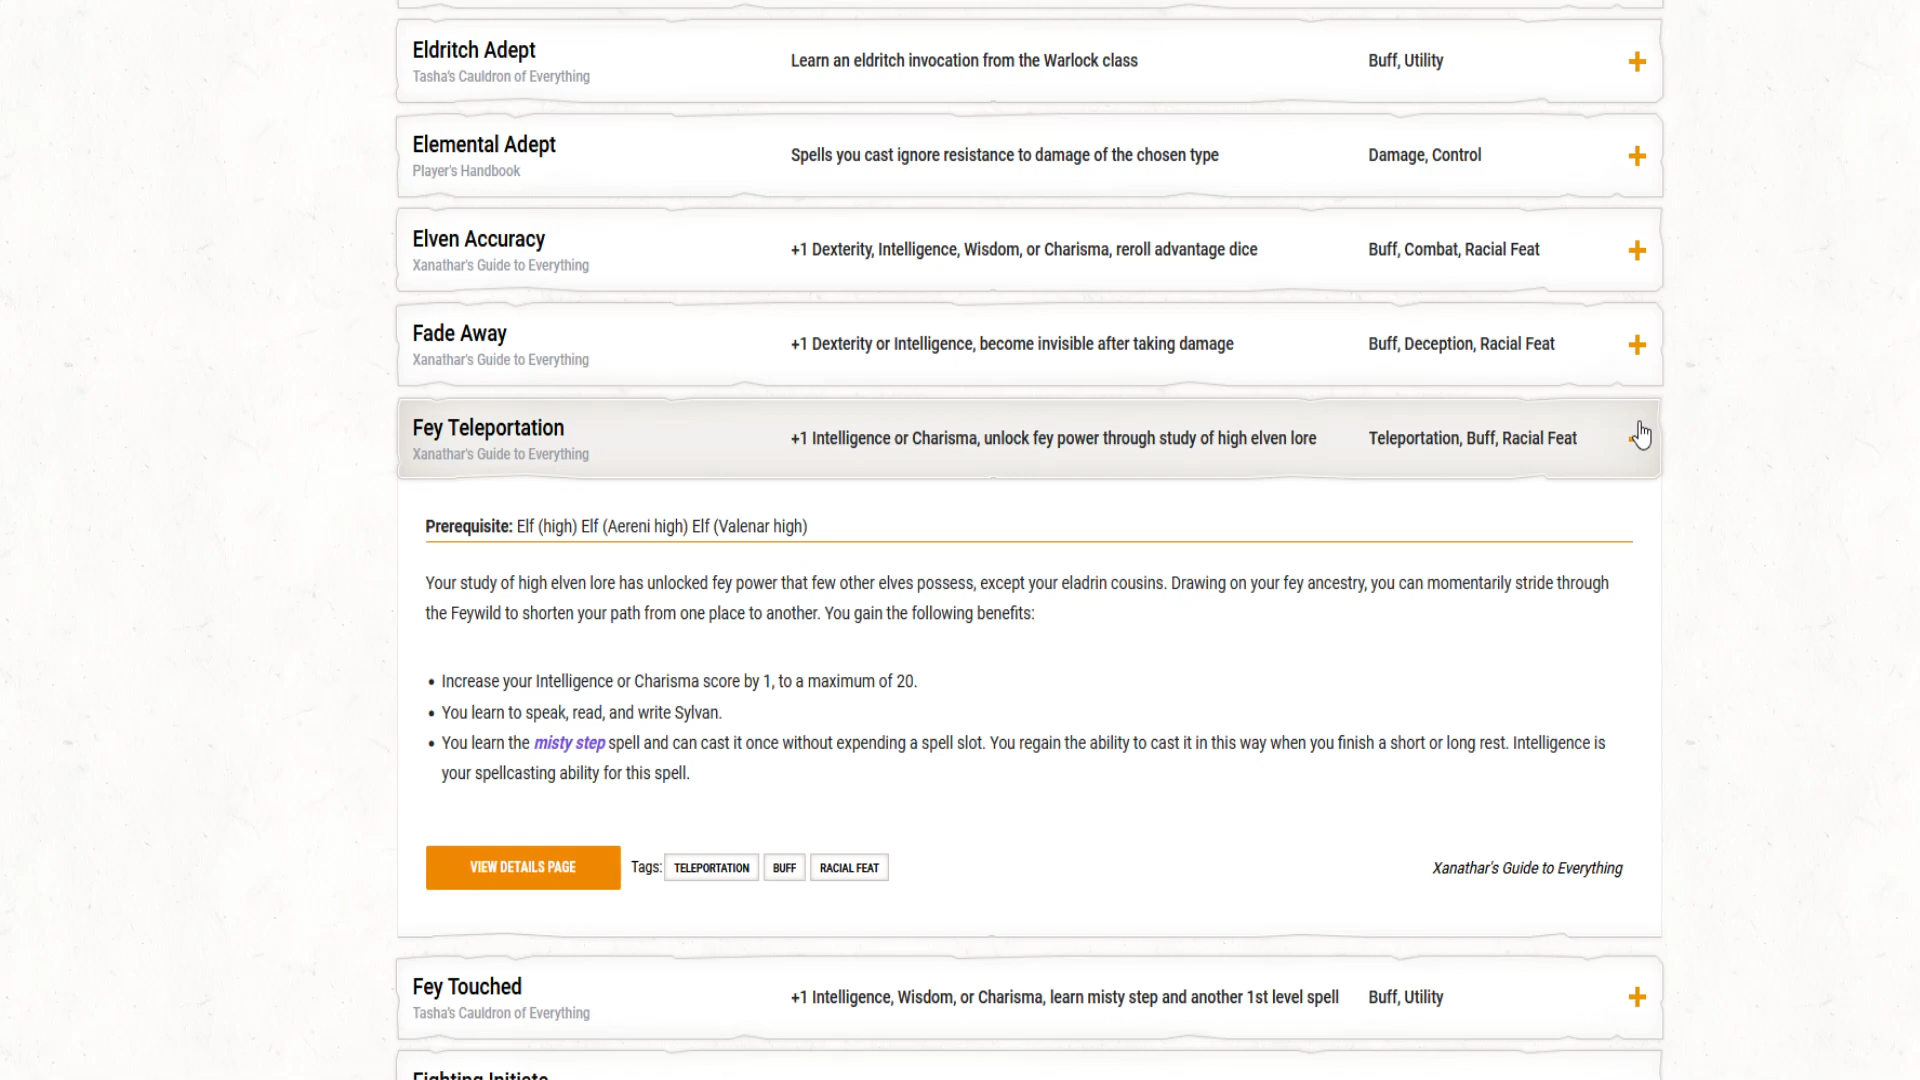 Eldritch Adept
Tasha's Cauldron of Everything
Learn an eldritch invocation from the Warlock class
Buff, Utility
Elemental Adept
Player's Handbook
Spells you cast ignore resistance to damage of the chosen type
Damage, Control
Elven Accuracy
Xanathar's Guide to Everything
+1 Dexterity, Intelligence, Wisdom, or Charisma, reroll advantage dice
Buff, Combat, Racial Feat
Fade Away
Xanathar's Guide to Everything
+1 Dexterity or Intelligence, become invisible after taking damage
Buff, Deception, Racial Feat
Fey Teleportation
Xanathar's Guide to Everything
+1 Intelligence or Charisma, unlock fey power through study of high elven lore
Teleportation, Buff, Racial Feat
Prerequisite: Elf (high) Elf (Aereni high) Elf (Valenar high)
Your study of high elven lore has unlocked fey power that few other elves possess, except your eladrin cousins. Drawing on your fey ancestry, you can momentarily stride through
the Feywild to shorten your path from one place to another. You gain the following benefits:
• Increase your Intelligence or Charisma score by 1, to a maximum of 20.
• You learn to speak, read, and write Sylvan.
• You learn the misty step spell and can cast it once without expending a spell slot. You regain the ability to cast it in this way when you finish a short or long rest. Intelligence is
your spellcasting ability for this spell.
VIEW DETAILS PAGE
Tags: TELEPORTATION BUFF RACIAL FEAT
Xanathar's Guide to Everything
Fey Touched
Tasha's Cauldron of Everything
+1 Intelligence, Wisdom, or Charisma, learn misty step and another 1st level spell
Buff, Utility
Fighting Initiate